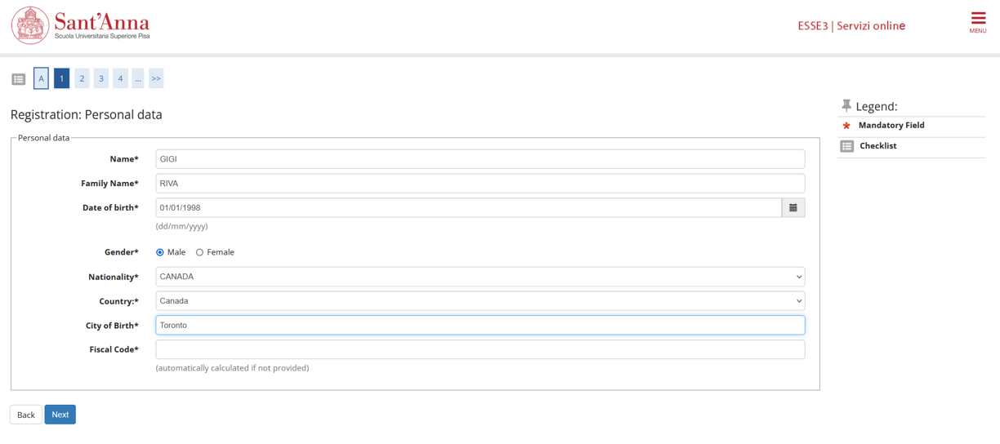 Sant'Anna
Scuola Universitaria Superiore Pisa
ESSE3 | Servizi online
MENU
A 1 2 3 4 ... >>
Registration: Personal data
Legend:
* Mandatory Field
Checklist
Personal data
Name* GIGI
Family Name* RIVA
Date of birth* 01/01/1998
(dd/mm/yyyy)
Gender* Male Female
Nationality* CANADA
Country:* Canada
City of Birth* Toronto
Fiscal Code*
(automatically calculated if not provided)
Back Next